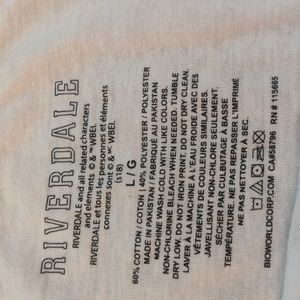 RIVERDALE
RIVERDALE and all related characters
and elements © & ™ WBEI.
RIVERDALE et tous les personnes et éléments
connexes sont © & ™ WBEI.
(s18)
L / G
60% COTTON / COTON | 40% POLYESTER / POLYESTER
MADE IN PAKISTAN / FABRIQUÉ AU PAKISTAN
MACHINE WASH COLD WITH LIKE COLORS.
NON-CHLORINE BLEACH WHEN NEEDED. TUMBLE
DRY LOW. DO NOT IRON PRINT. DO NOT DRY CLEAN.
LAVER À LA MACHINE À L'EAU FROIDE AVEC DES
VÊTEMENTS DE COULEURS SIMILAIRES.
JAVELLISANT NON-CHLORE SEULEMENT.
SÉCHER PAR CULBUTAGE À BASSE
TEMPÉRATURE. NE PAS REPASSER L'IMPRIMÉ
NE PAS NETTOYER À SEC.
BIOWORLDCORP.COM CA#58796 RN # 115665